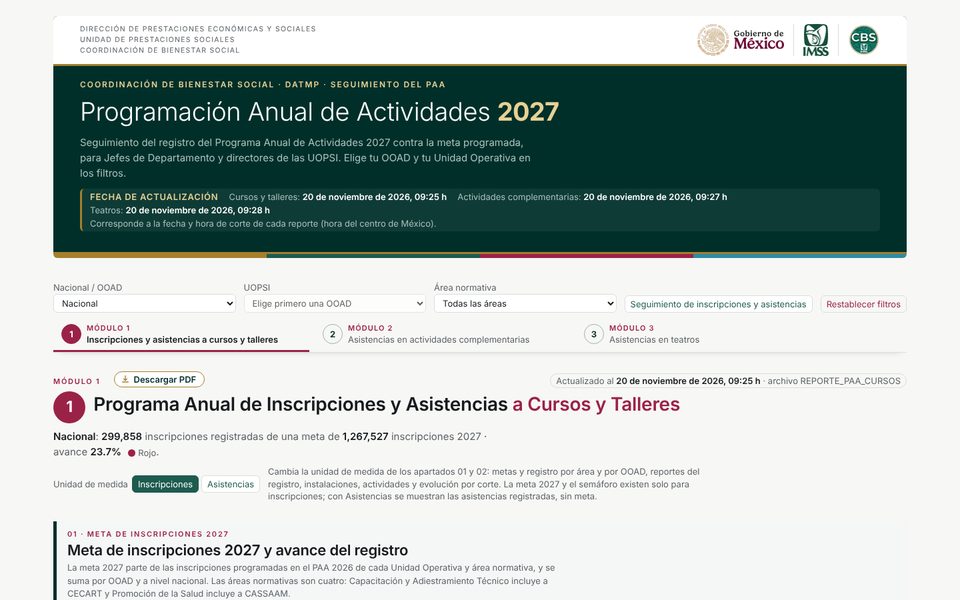 DIRECCIÓN DE PRESTACIONES ECONÓMICAS Y SOCIALES
UNIDAD DE PRESTACIONES SOCIALES
COORDINACIÓN DE BIENESTAR SOCIAL
Gobierno de
México
IMSS
CBS
COORDINACIÓN DE BIENESTAR SOCIAL · DATMP · SEGUIMIENTO DEL PAA
Programación Anual de Actividades 2027
Seguimiento del registro del Programa Anual de Actividades 2027 contra la meta programada,
para Jefes de Departamento y directores de las UOPSI. Elige tu OOAD y tu Unidad Operativa en
los filtros.
FECHA DE ACTUALIZACIÓN Cursos y talleres: 20 de noviembre de 2026, 09:25 h Actividades complementarias: 20 de noviembre de 2026, 09:27 h
Teatros: 20 de noviembre de 2026, 09:28 h
Corresponde a la fecha y hora de corte de cada reporte (hora del centro de México).
Nacional / OOAD UOPSI Área normativa
Nacional Elige primero una OOAD Todas las áreas Seguimiento de inscripciones y asistencias Restablecer filtros
1 MÓDULO 1
Inscripciones y asistencias a cursos y talleres
2 MÓDULO 2
Asistencias en actividades complementarias
3 MÓDULO 3
Asistencias en teatros
MÓDULO 1 Descargar PDF Actualizado al 20 de noviembre de 2026, 09:25 h · archivo REPORTE_PAA_CURSOS
1 Programa Anual de Inscripciones y Asistencias a Cursos y Talleres
Nacional: 299,858 inscripciones registradas de una meta de 1,267,527 inscripciones 2027 ·
avance 23.7% Rojo.
Unidad de medida Inscripciones Asistencias
Cambia la unidad de medida de los apartados 01 y 02: metas y registro por área y por OOAD, reportes del
registro, instalaciones, actividades y evolución por corte. La meta 2027 y el semáforo existen solo para
inscripciones; con Asistencias se muestran las asistencias registradas, sin meta.
01 · META DE INSCRIPCIONES 2027
Meta de inscripciones 2027 y avance del registro
La meta 2027 parte de las inscripciones programadas en el PAA 2026 de cada Unidad Operativa y área normativa, y se
suma por OOAD y a nivel nacional. Las áreas normativas son cuatro: Capacitación y Adiestramiento Técnico incluye a
CECART y Promoción de la Salud incluye a CASSAAM.